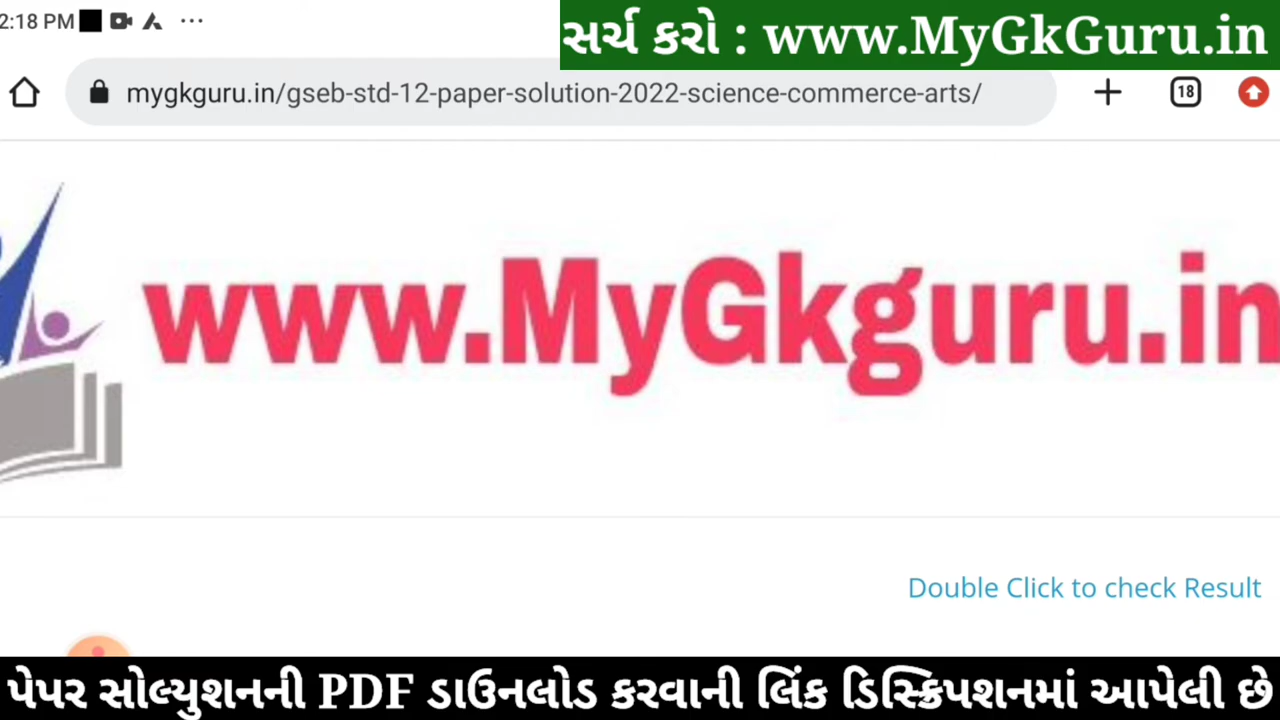 2:18 PM
સર્ચ કરો : www.MyGkGuru.in
mygkguru.in/gseb-std-12-paper-solution-2022-science-commerce-arts/
18
www.MyGkguru.in
Double Click to check Result
પેપર સોલ્યુશનની PDF ડાઉનલોડ કરવાની લિંક ડિસ્ક્રિપશનમાં આપેલી છે